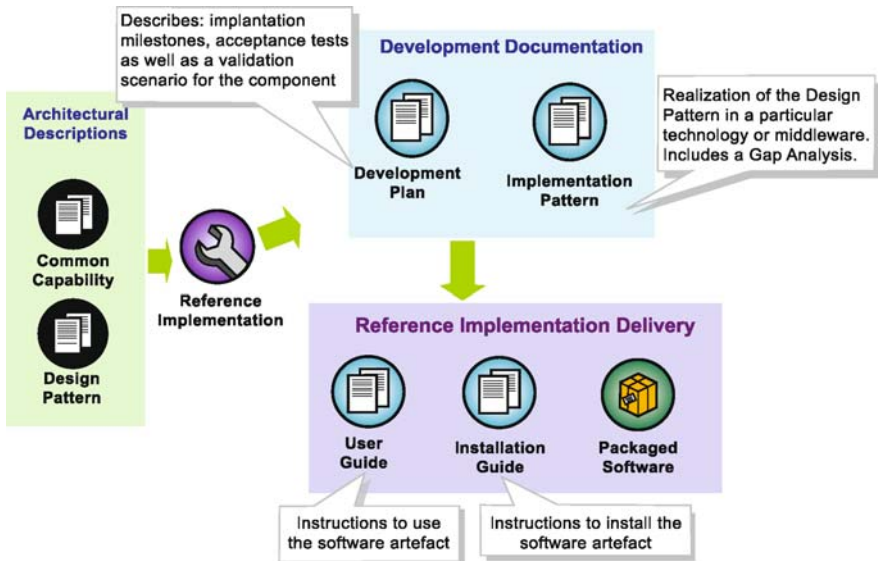 Describes: implantation
milestones, acceptance tests
as well as a validation
scenario for the component
Development Documentation
Architectural
Descriptions
Realization of the Design
Pattern in a particular
technology or middleware.
Includes a Gap Analysis.
Development
Plan
Implementation
Pattern
Common
Capability
Reference
Implementation
Design
Pattern
Reference Implementation Delivery
User
Guide
Installation
Guide
Packaged
Software
Instructions to use
the software artefact
Instructions to install the
software artefact